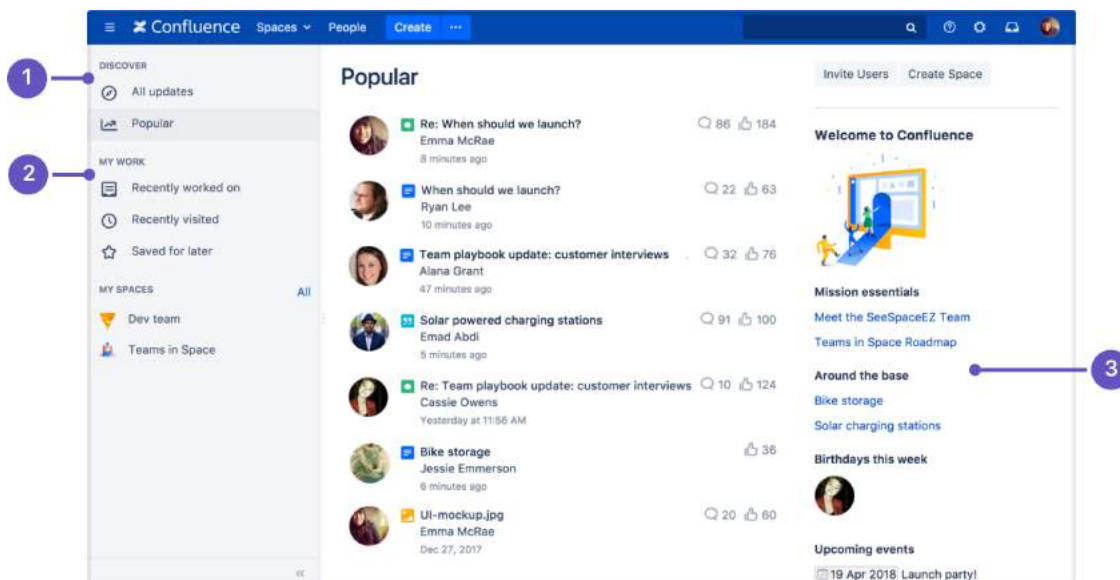 Confluence Spaces People Create ...
1
DISCOVER
All updates
Popular
2
MY WORK
Recently worked on
Recently visited
Saved for later
MY SPACES All
Dev team
Teams in Space
Popular
Re: When should we launch? 86 184
Emma McRae
8 minutes ago
When should we launch? 22 63
Ryan Lee
10 minutes ago
Team playbook update: customer interviews 32 76
Alana Grant
47 minutes ago
Solar powered charging stations 91 100
Emad Abdi
5 minutes ago
Re: Team playbook update: customer interviews 10 124
Cassie Owens
Yesterday at 11:56 AM
Bike storage 36
Jessie Emmerson
6 minutes ago
UI-mockup.jpg 20 60
Emma McRae
Dec 27, 2017
Invite Users Create Space
Welcome to Confluence
Mission essentials
Meet the SeeSpaceEZ Team
Teams in Space Roadmap
3
Around the base
Bike storage
Solar charging stations
Birthdays this week
Upcoming events
19 Apr 2018 Launch party!